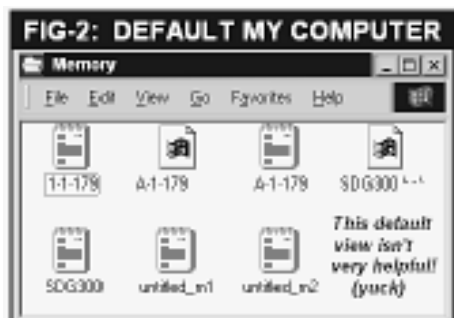 FIG-2: DEFAULT MY COMPUTER
Memory
File Edit View Go Favorites Help
1-1-179 A-1-179 A-1-179 SDG300
SDG300 untitled_m1 untitled_m2
This default
view isn't
very helpful!
(yuck)